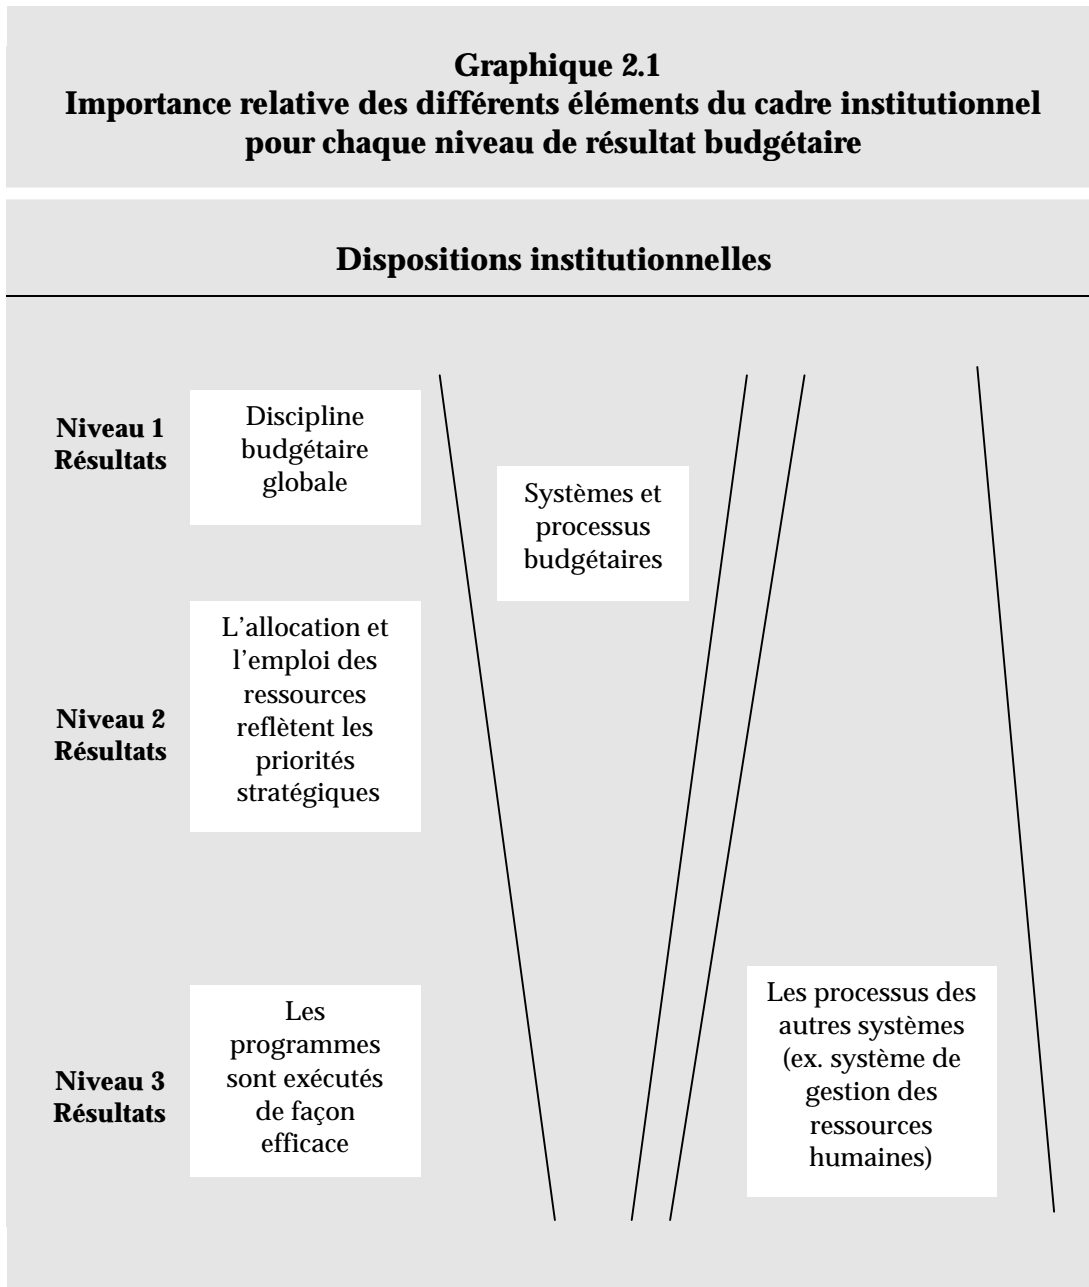 Graphique 2.1
Importance relative des différents éléments du cadre institutionnel
pour chaque niveau de résultat budgétaire
Dispositions institutionnelles
Niveau 1
Résultats
Discipline
budgétaire
globale
Systèmes et
processus
budgétaires
Niveau 2
Résultats
L’allocation et
l’emploi des
ressources
reflètent les
priorités
stratégiques
Niveau 3
Résultats
Les
programmes
sont exécutés
de façon
efficace
Les processus des
autres systèmes
(ex. système de
gestion des
ressources
humaines)